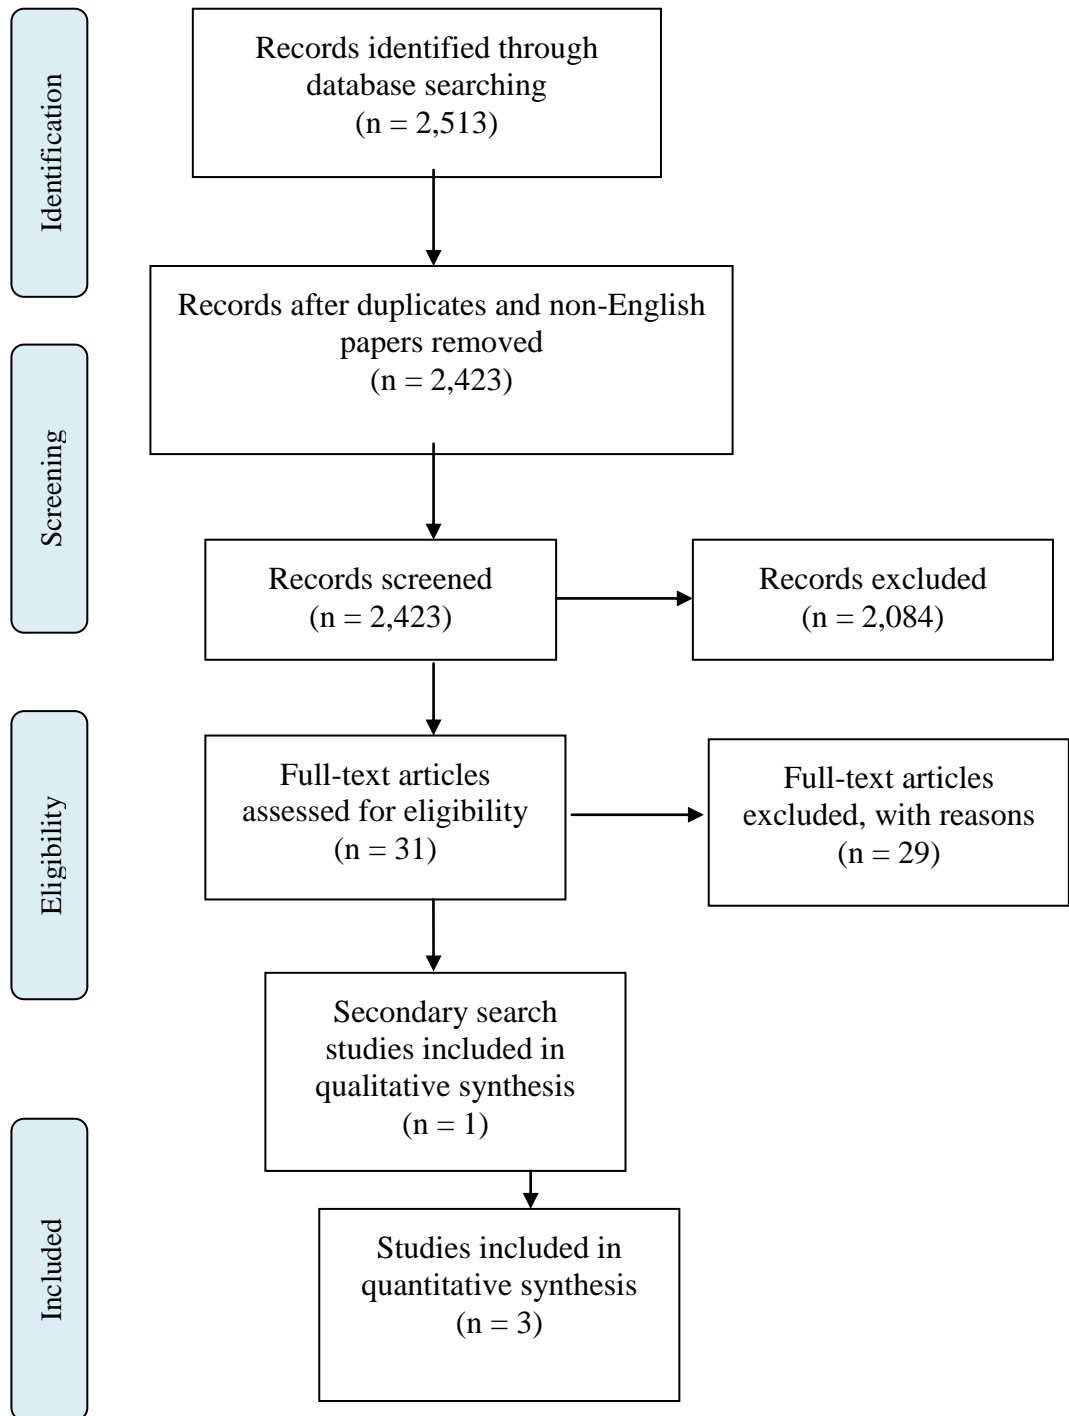 Identification
Records identified through
database searching
(n = 2,513)
Records after duplicates and non-English
papers removed
(n = 2,423)
Screening
Records screened
(n = 2,423)
Records excluded
(n = 2,084)
Eligibility
Full-text articles
assessed for eligibility
(n = 31)
Full-text articles
excluded, with reasons
(n = 29)
Secondary search
studies included in
qualitative synthesis
(n = 1)
Included
Studies included in
quantitative synthesis
(n = 3)